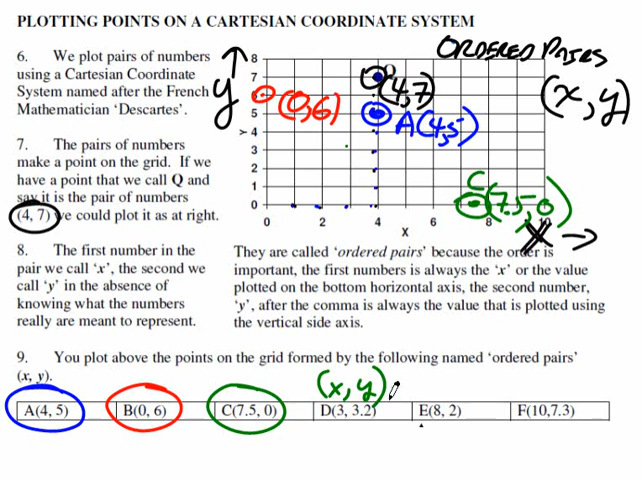 PLOTTING POINTS ON A CARTESIAN COORDINATE SYSTEM
6. We plot pairs of numbers
using a Cartesian Coordinate
System named after the French
Mathematician ‘Descartes’.
7. The pairs of numbers
make a point on the grid. If we
have a point that we call Q and
say it is the pair of numbers
(4, 7) we could plot it as at right.
8. The first number in the
pair we call ‘x’, the second we
call ‘y’ in the absence of
knowing what the numbers
really are meant to represent.
ORDERED PAIRS
(x, y)
y
8
7
6
5
4
3
2
1
0
Y
0
2
4
6
8
10
X
Q(4,7)
(0,6)
A(4,5)
C(7.5,0)
X
They are called ‘ordered pairs’ because the order is
important, the first numbers is always the ‘x’ or the value
plotted on the bottom horizontal axis, the second number,
‘y’, after the comma is always the value that is plotted using
the vertical side axis.
9. You plot above the points on the grid formed by the following named ‘ordered pairs’
(x, y).
(x, y)
A(4, 5) B(0, 6) C(7.5, 0) D(3, 3.2) E(8, 2) F(10,7.3)